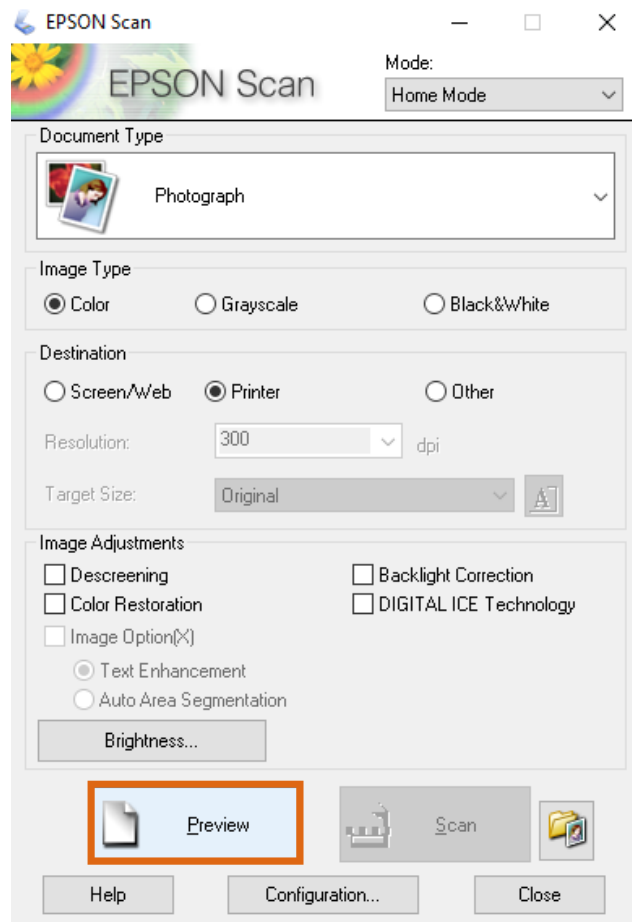 EPSON Scan
Mode:
EPSON Scan
Home Mode
Document Type
Photograph
Image Type
Color Grayscale Black&White
Destination
Screen/Web Printer Other
Resolution: 300 dpi
Target Size: Original A
Image Adjustments
Descreening Backlight Correction
Color Restoration DIGITAL ICE Technology
Image Option(X)
Text Enhancement
Auto Area Segmentation
Brightness...
Preview Scan
Help Configuration... Close